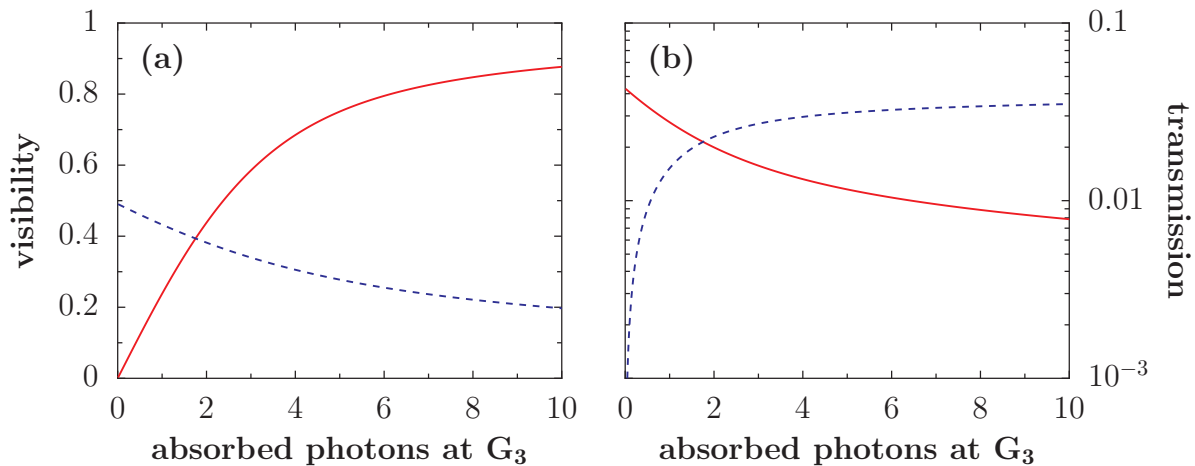 1
0.8
0.6
0.4
0.2
0
visibility
(a)
0 2 4 6 8 10
absorbed photons at G₃
(b)
0 2 4 6 8 10
absorbed photons at G₃
0.1
0.01
10⁻³
transmission